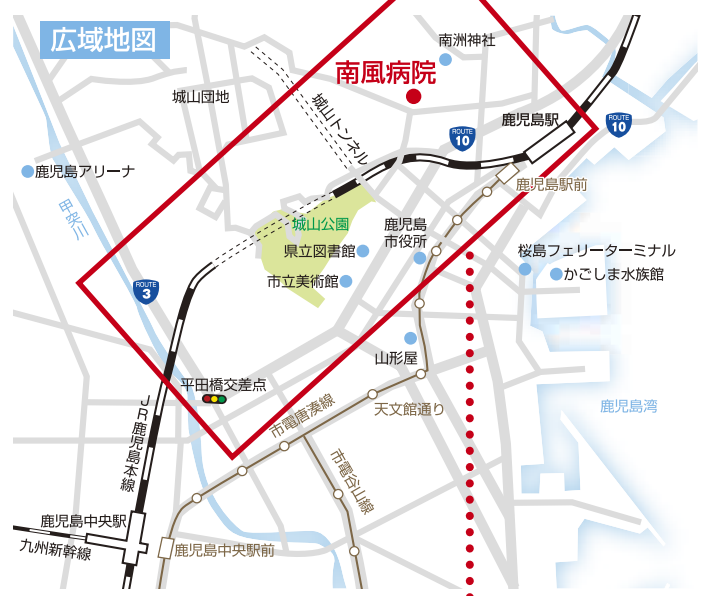 広域地図
南洲神社
南風病院
城山団地
城山トンネル
鹿児島駅
ROUTE
10
ROUTE
10
鹿児島アリーナ
鹿児島駅前
甲突川
城山公園
鹿児島
市役所
県立図書館
桜島フェリーターミナル
市立美術館
かごしま水族館
ROUTE
3
山形屋
平田橋交差点
市電唐湊線
天文館通り
鹿児島湾
JR鹿児島本線
市電谷山線
鹿児島中央駅
九州新幹線
鹿児島中央駅前